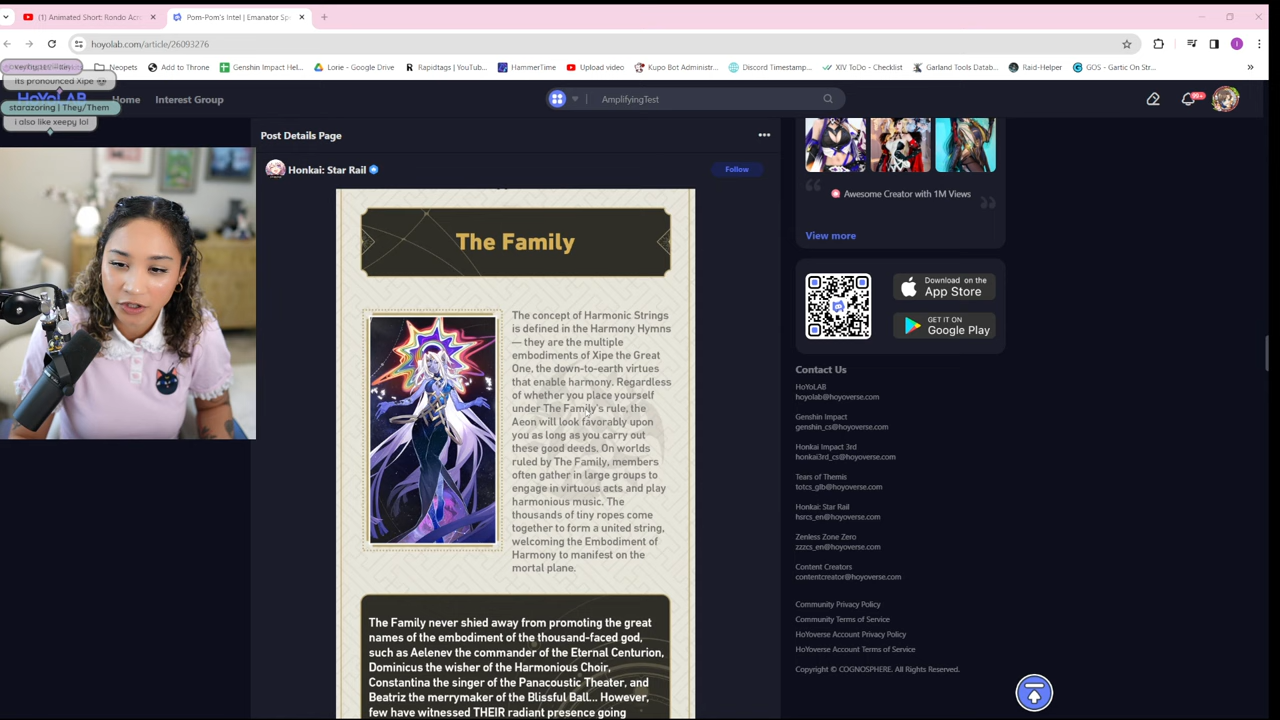 (1) Animated Short: Rondo Acr
Pom-Pom's Intel | Emanator Sp
hoyolab.com/article/26093276
Neopets
Add to Throne
Genshin Impact Hel...
Lorie - Google Drive
Rapidtags | YouTub...
HammerTime
Upload video
Kupo Bot Administr...
Discord Timestamp...
XIV ToDo - Checklist
Garland Tools Datab...
Raid-Helper
GOS - Gartic On Str...
its pronounced Xipe
starazoring | They/Them
i also like xeepy lol
HoYoLAB
Home
Interest Group
AmplifyingTest
99+
Post Details Page
Honkai: Star Rail
Follow
The Family
The concept of Harmonic Strings
is defined in the Harmony Hymns
— they are the multiple
embodiments of Xipe the Great
One, the down-to-earth virtues
that enable harmony. Regardless
of whether you place yourself
under The Family's rule, the
Aeon will look favorably upon
you as long as you carry out
these good deeds. On worlds
ruled by The Family, members
often gather in large groups to
engage in virtuous acts and play
harmonious music. The
thousands of tiny ropes come
together to form a united string,
welcoming the Embodiment of
Harmony to manifest on the
mortal plane.
The Family never shied away from promoting the great
names of the embodiment of the thousand-faced god,
such as Aelenev the commander of the Eternal Centurion,
Dominicus the wisher of the Harmonious Choir,
Constantina the singer of the Panacoustic Theater, and
Beatriz the merrymaker of the Blissful Ball... However,
few have witnessed THEIR radiant presence going
Awesome Creator with 1M Views
View more
Download on the
App Store
GET IT ON
Google Play
Contact Us
HoYoLAB
hoyolab@hoyoverse.com
Genshin Impact
genshin_cs@hoyoverse.com
Honkai Impact 3rd
honkai3rd_cs@hoyoverse.com
Tears of Themis
totcs_glb@hoyoverse.com
Honkai: Star Rail
hsrcs_en@hoyoverse.com
Zenless Zone Zero
zzzcs_en@hoyoverse.com
Content Creators
contentcreator@hoyoverse.com
Community Privacy Policy
Community Terms of Service
HoYoverse Account Privacy Policy
HoYoverse Account Terms of Service
Copyright © COGNOSPHERE. All Rights Reserved.